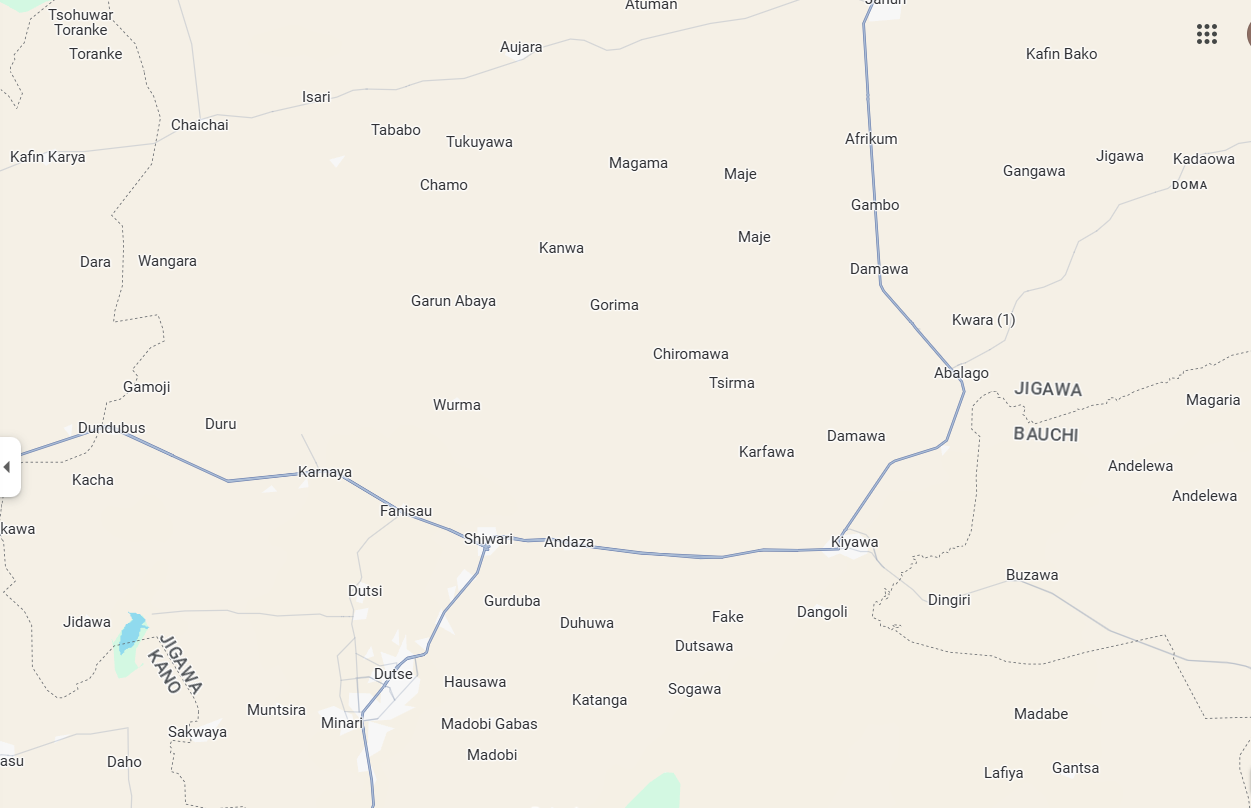 Atuman
Jahun
Tsohuwar
Toranke
Toranke
Aujara
Kafin Bako
Isari
Chaichai
Tababo
Tukuyawa
Afrikum
Kafin Karya
Magama
Maje
Gangawa
Jigawa
Kadaowa
DOMA
Chamo
Gambo
Maje
Kanwa
Dara
Wangara
Damawa
Garun Abaya
Gorima
Kwara (1)
Chiromawa
Abalago
Tsirma
Gamoji
JIGAWA
BAUCHI
Magaria
Wurma
Duru
Dundubus
Damawa
Karfawa
Andelewa
Andelewa
Karnaya
Kacha
Fanisau
kawa
Shiwari
Andaza
Kiyawa
Buzawa
Dutsi
Gurduba
Dingiri
Dangoli
Jidawa
Duhuwa
Fake
Dutsawa
JIGAWA
KANO
Dutse
Hausawa
Sogawa
Katanga
Muntsira
Minari
Madobi Gabas
Madabe
Sakwaya
Madobi
asu
Daho
Lafiya
Gantsa